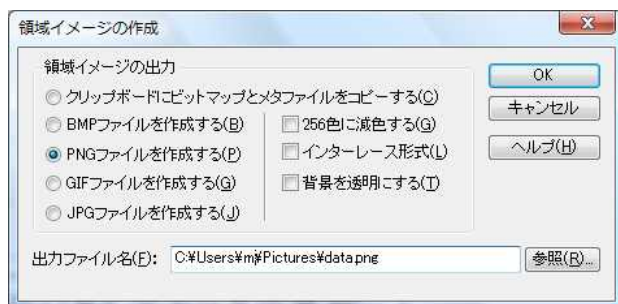 領域イメージの作成
領域イメージの出力
クリップボードにビットマップとメタファイルをコピーする(C)
BMPファイルを作成する(B)
256色に減色する(G)
PNGファイルを作成する(P)
インターレース形式(L)
GIFファイルを作成する(G)
背景を透明にする(T)
JPGファイルを作成する(J)
OK
キャンセル
ヘルプ(H)
出力ファイル名(F): C:¥Users¥mj¥Pictures¥data.png 参照(R)...